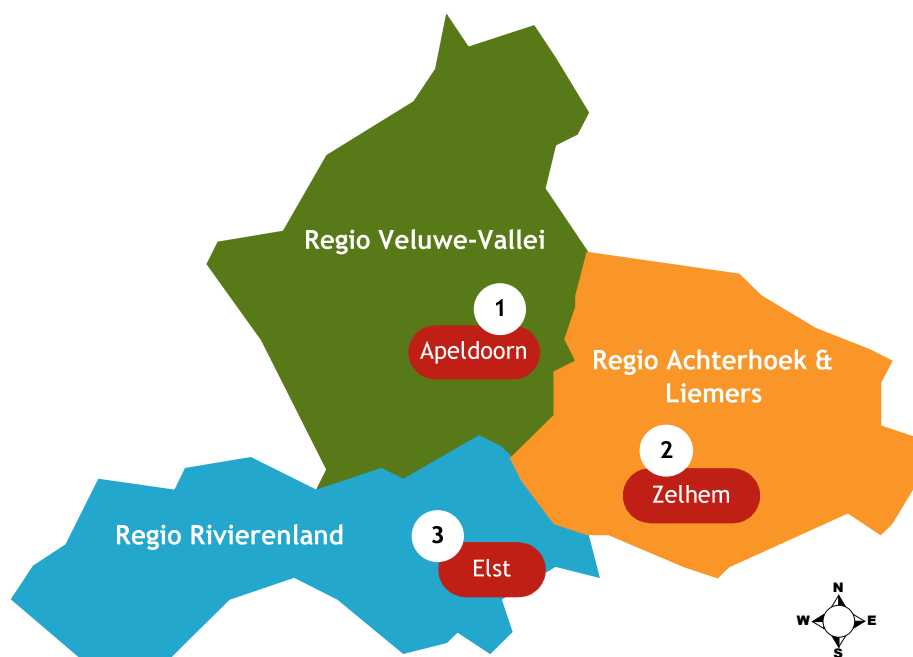 Regio Veluwe-Vallei
1
Apeldoorn
Regio Achterhoek &
Liemers
2
Zelhem
Regio Rivierenland
3
Elst
N
W
E
S